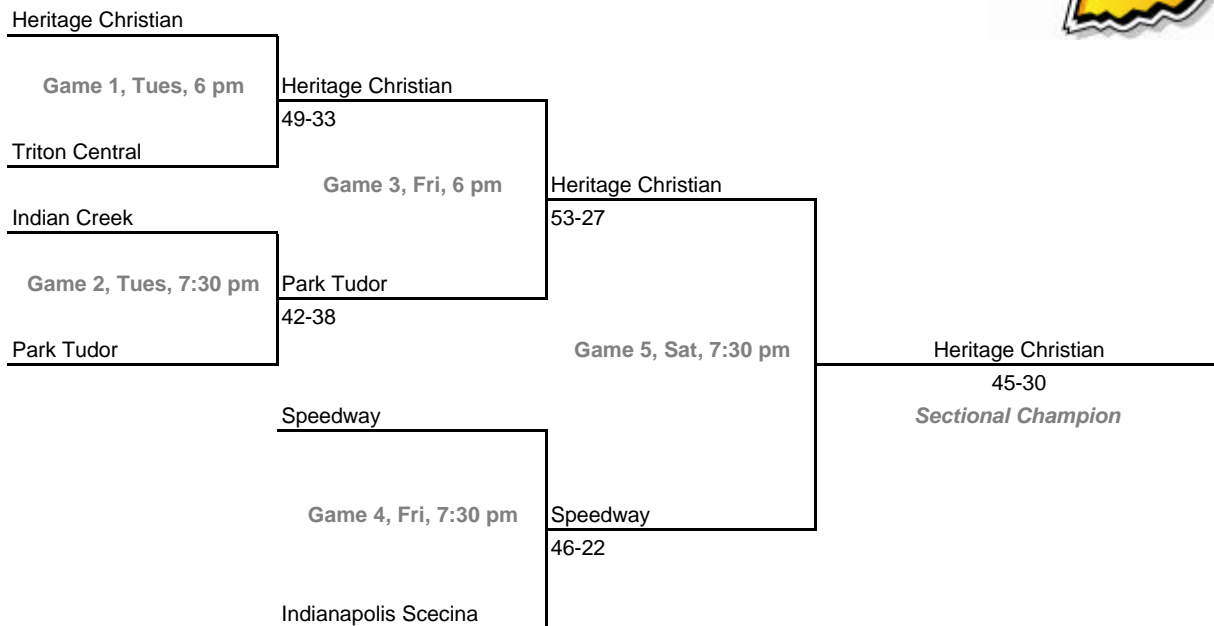 Heritage Christian
Game 1, Tues, 6 pm
Heritage Christian
49-33
Triton Central
Game 3, Fri, 6 pm
Heritage Christian
53-27
Indian Creek
Game 2, Tues, 7:30 pm
Park Tudor
42-38
Park Tudor
Game 5, Sat, 7:30 pm
Heritage Christian
45-30
Sectional Champion
Speedway
Game 4, Fri, 7:30 pm
Speedway
46-22
Indianapolis Scecina